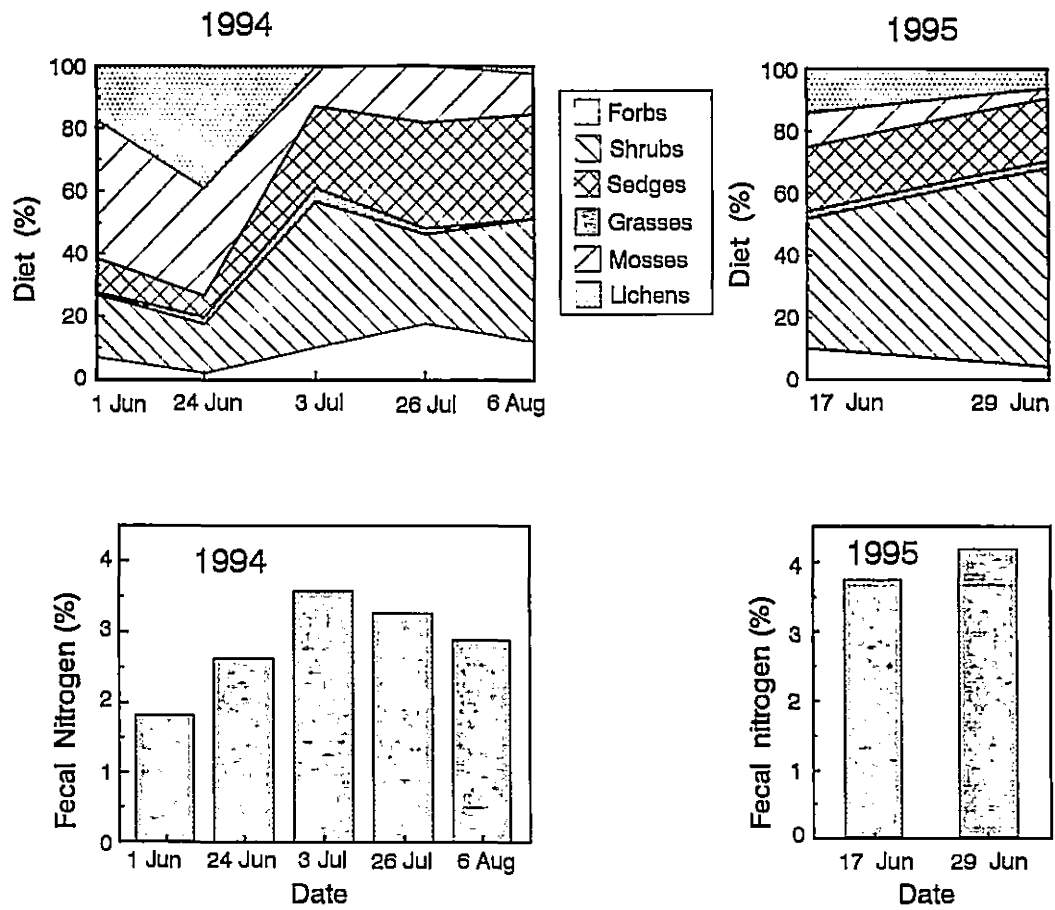 1994
Diet (%)
100
80
60
40
20
0
1 Jun 24 Jun 3 Jul 26 Jul 6 Aug
Forbs
Shrubs
Sedges
Grasses
Mosses
Lichens
1995
Diet (%)
100
80
60
40
20
0
17 Jun 29 Jun
1994
Fecal Nitrogen (%)
4
3
2
1
0
1 Jun 24 Jun 3 Jul 26 Jul 6 Aug
Date
1995
Fecal nitrogen (%)
4
3
2
1
0
17 Jun 29 Jun
Date